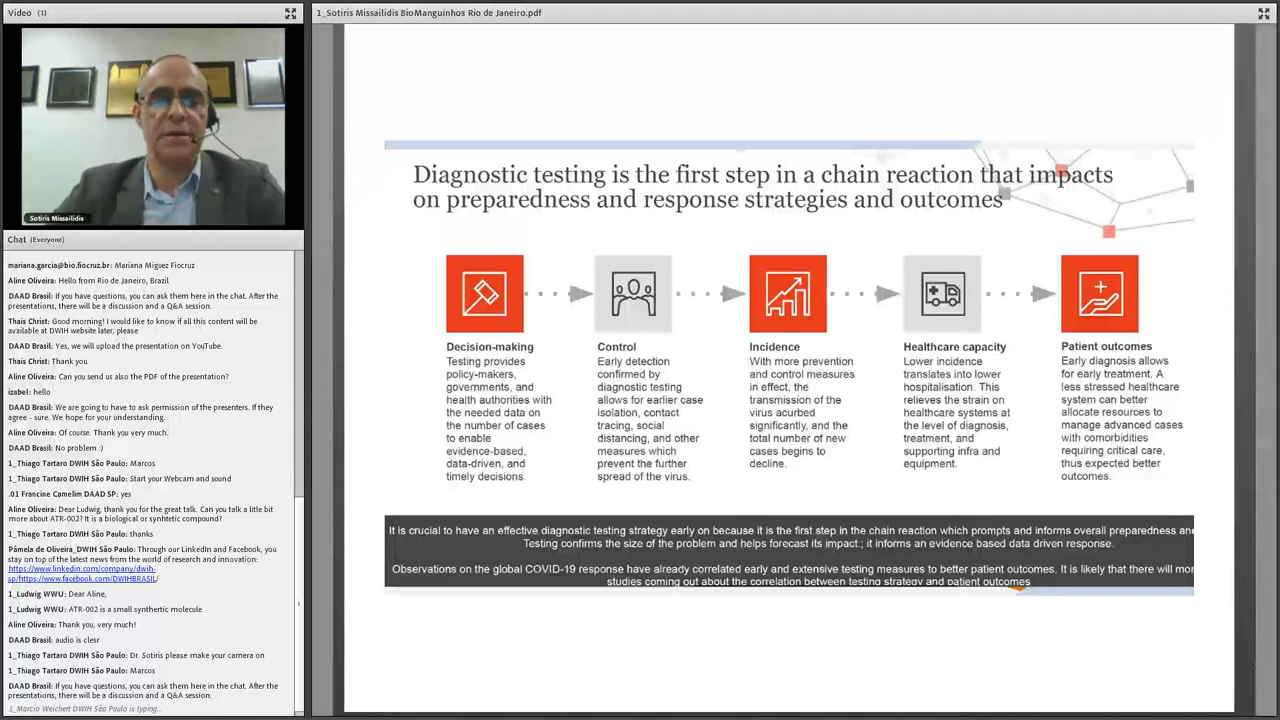 Video (1)
Sotiris Missailidis
Chat (Everyone)
mariana.garcia@bio.fiocruz.br: Mariana Miguez Fiocruz
Aline Oliveira: Hello from Rio de Janeiro, Brazil
DAAD Brasil: If you have questions, you can ask them here in the chat. After the
presentations, there will be a discussion and a Q&A session.
Thais Christ: Good morning! I would like to know if all this content will be
available at DWIH website later, please
DAAD Brasil: Yes, we will upload the presentation on YouTube.
Thais Christ: Thank you
Aline Oliveira: Can you send us also the PDF of the presentation?
izabel: hello
DAAD Brasil: We are going to have to ask permission of the presenters. If they
agree - sure. We hope for your understanding.
Aline Oliveira: Of course. Thank you very much.
DAAD Brasil: No problem :)
1_Thiago Tartaro DWIH São Paulo: Marcos
1_Thiago Tartaro DWIH São Paulo: Start your Webcam and sound
.01 Francine Camelim DAAD SP: yes
Aline Oliveira: Dear Ludwig, thank you for the great talk. Can you talk a little bit
more about ATR-002? It is a biological or synhtetic compound?
1_Thiago Tartaro DWIH São Paulo: thanks
Pâmela de Oliveira_DWIH São Paulo: Through our LinkedIn and Facebook, you
stay on top of the latest news from the world of research and innovation:
https://www.linkedin.com/company/dwih-
sp/https://www.facebook.com/DWIHBRASIL/
1_Ludwig WWU: Dear Aline,
1_Ludwig WWU: ATR-002 is a small synthertic molecule
Aline Oliveira: Thank you, very much!
DAAD Brasil: audio is clesr
1_Thiago Tartaro DWIH São Paulo: Dr. Sotiris please make your camera on
1_Thiago Tartaro DWIH São Paulo: Marcos
DAAD Brasil: If you have questions, you can ask them here in the chat. After the
presentations, there will be a discussion and a Q&A session.
1_Marcio Weichert DWIH São Paulo is typing...
1_Sotiris Missailidis BioManguinhos Rio de Janeiro.pdf
Diagnostic testing is the first step in a chain reaction that impacts
on preparedness and response strategies and outcomes
Decision-making
Testing provides
policy-makers,
governments, and
health authorities with
the needed data on
the number of cases
to enable
evidence-based,
data-driven, and
timely decisions.
Control
Early detection
confirmed by
diagnostic testing
allows for earlier case
isolation, contact
tracing, social
distancing, and other
measures which
prevent the further
spread of the virus.
Incidence
With more prevention
and control measures
in effect, the
transmission of the
virus acurbed
significantly, and the
total number of new
cases begins to
decline.
Healthcare capacity
Lower incidence
translates into lower
hospitalisation. This
relieves the strain on
healthcare systems at
the level of diagnosis,
treatment, and
supporting infra and
equipment.
Patient outcomes
Early diagnosis allows
for early treatment. A
less stressed healthcare
system can better
allocate resources to
manage advanced cases
with comorbidities
requiring critical care,
thus expected better
outcomes.
It is crucial to have an effective diagnostic testing strategy early on because it is the first step in the chain reaction which prompts and informs overall preparedness an
Testing confirms the size of the problem and helps forecast its impact.; it informs an evidence based data driven response.
Observations on the global COVID-19 response have already correlated early and extensive testing measures to better patient outcomes. It is likely that there will mor
studies coming out about the correlation between testing strategy and patient outcomes